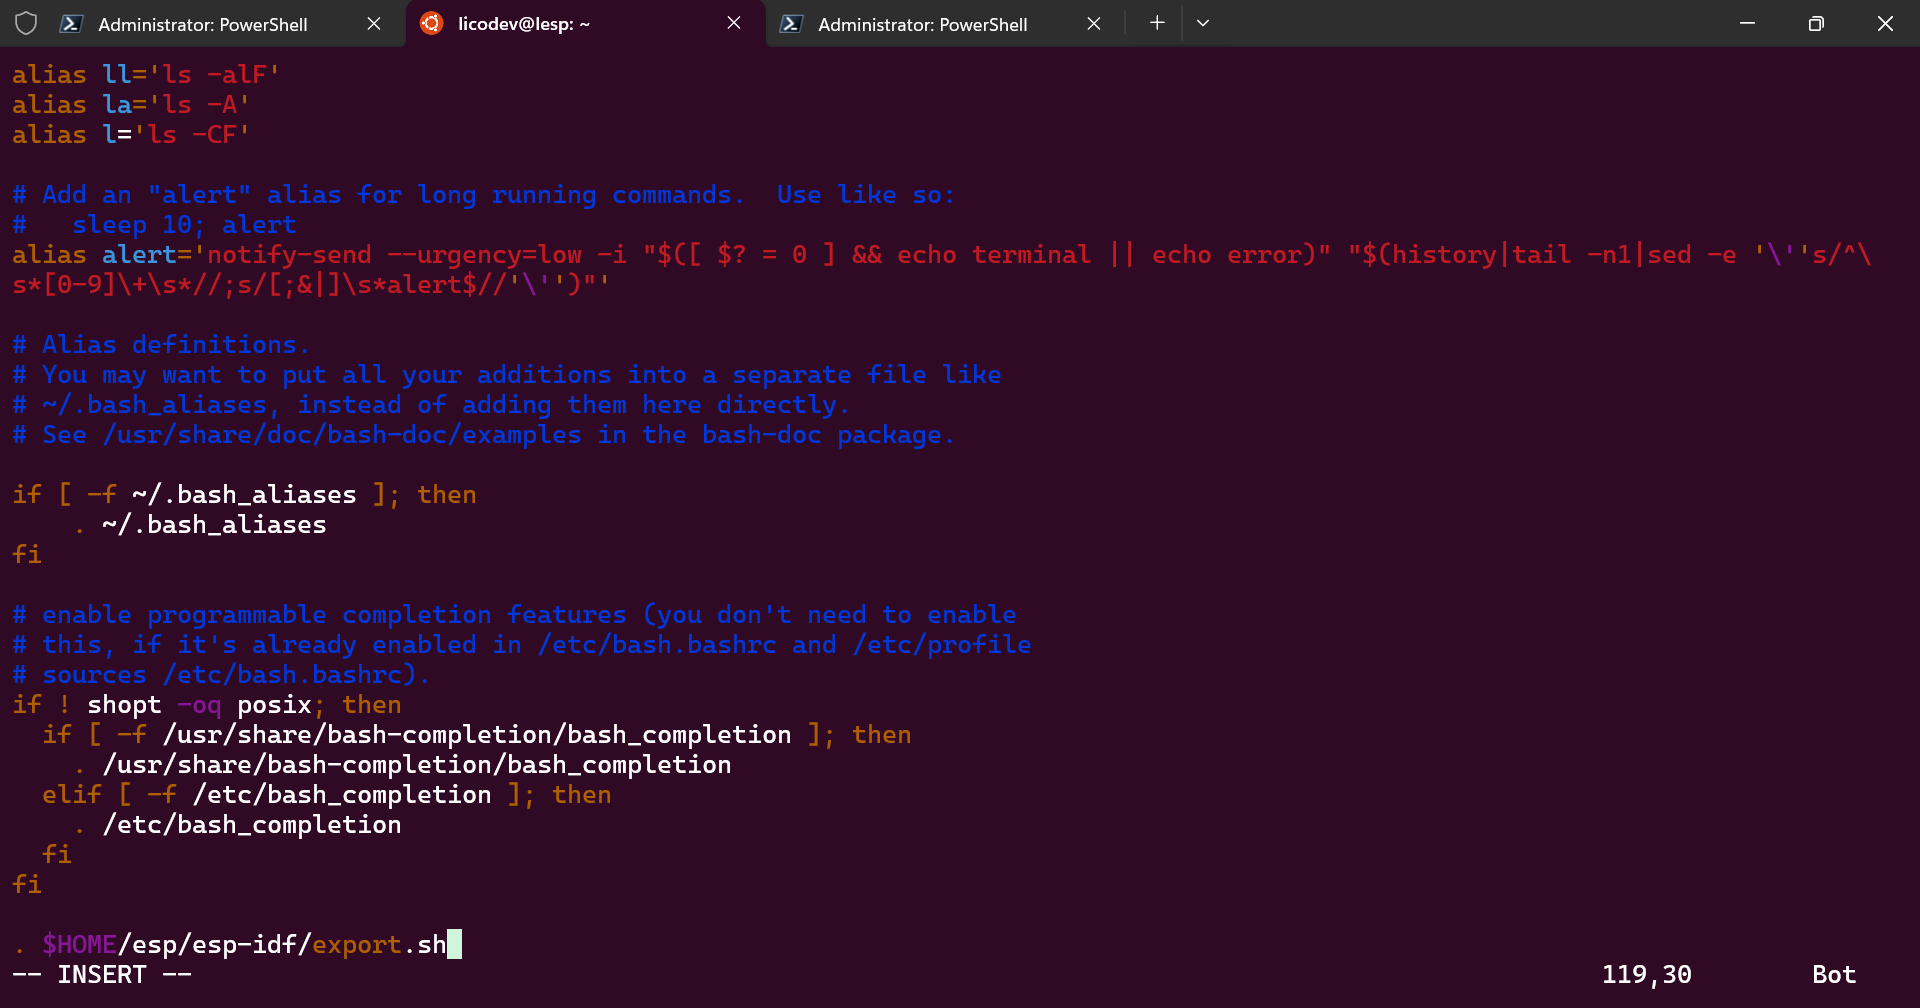 Administrator: PowerShell
licodev@lesp: ~
Administrator: PowerShell
alias ll='ls -alF'
alias la='ls -A'
alias l='ls -CF'
# Add an "alert" alias for long running commands.  Use like so:
#   sleep 10; alert
alias alert='notify-send --urgency=low -i "$([ $? = 0 ] && echo terminal || echo error)" "$(history|tail -n1|sed -e '\''s/^\
s*[0-9]\+\s*//;s/[;&|]\s*alert$//'\'')"'
# Alias definitions.
# You may want to put all your additions into a separate file like
# ~/.bash_aliases, instead of adding them here directly.
# See /usr/share/doc/bash-doc/examples in the bash-doc package.
if [ -f ~/.bash_aliases ]; then
    . ~/.bash_aliases
fi
# enable programmable completion features (you don't need to enable
# this, if it's already enabled in /etc/bash.bashrc and /etc/profile
# sources /etc/bash.bashrc).
if ! shopt -oq posix; then
  if [ -f /usr/share/bash-completion/bash_completion ]; then
    . /usr/share/bash-completion/bash_completion
  elif [ -f /etc/bash_completion ]; then
    . /etc/bash_completion
  fi
fi
. $HOME/esp/esp-idf/export.sh
-- INSERT -- 119,30 Bot